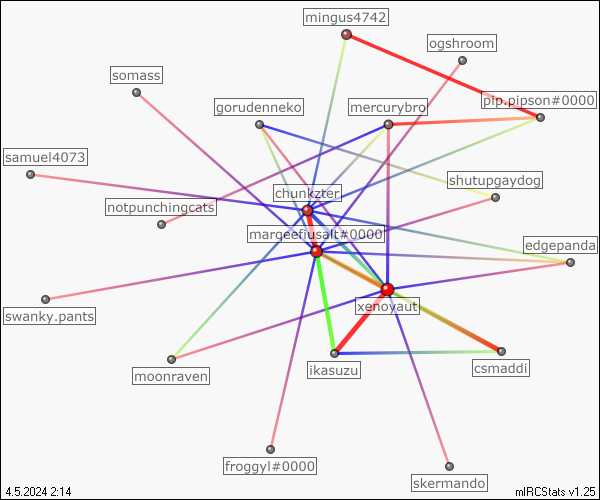 mingus4742
ogshroom
somass
gorudenneko
mercurybro
pip.pipson#0000
samuel4073
notpunchingcats
chunkzter
shutupgaydog
margeefiusalt#0000
edgepanda
xenoyaut
swanky.pants
moonraven
ikasuzu
csmaddi
froggyl#0000
skermando
4.5.2024 2:14
mIRCStats v1.25